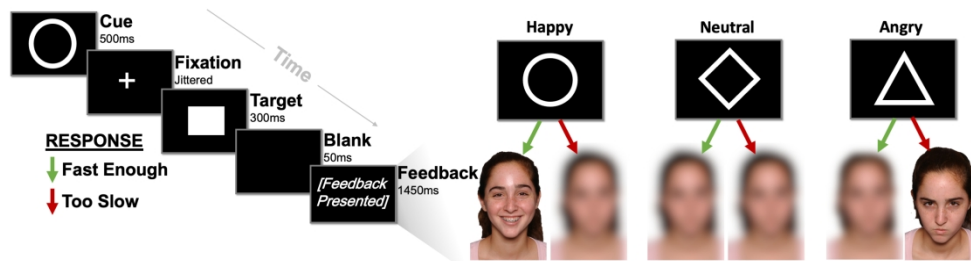 Cue
500ms
Fixation
Jittered
Time
Target
300ms
Blank
50ms
Feedback
1450ms
[Feedback
Presented]
RESPONSE
Fast Enough
Too Slow
Happy
Neutral
Angry